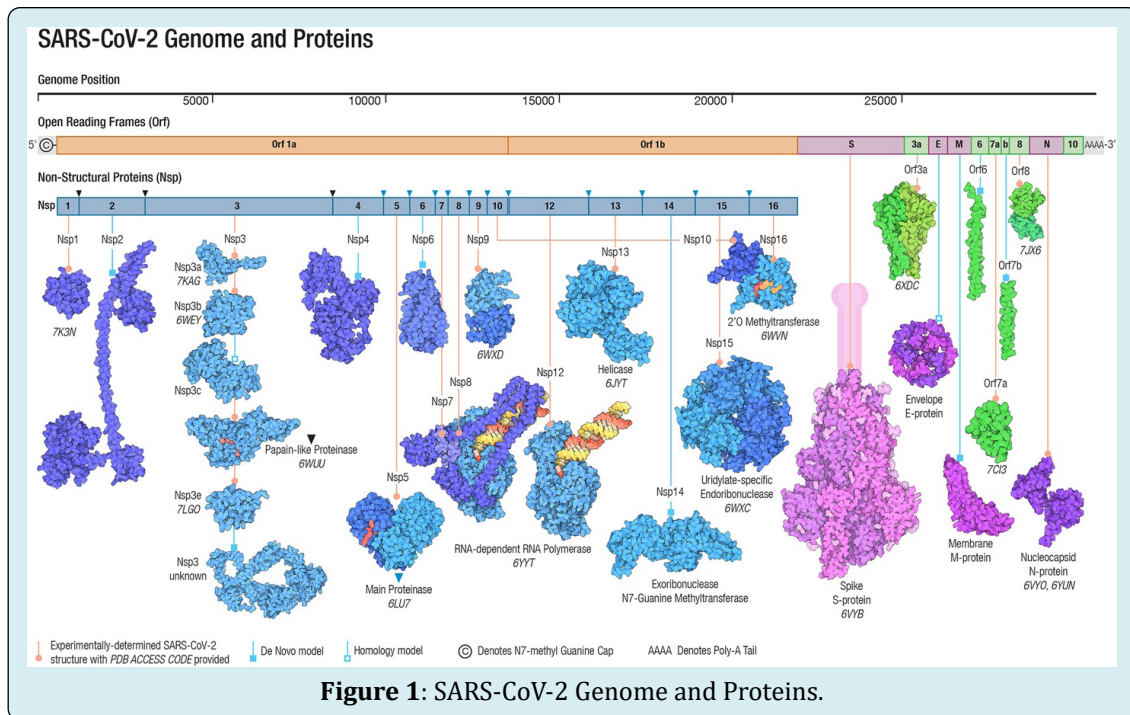 SARS-CoV-2 Genome and Proteins
Genome Position
5000 10000 15000 20000 25000
Open Reading Frames (Orf)
5' C Orf 1a Orf 1b S 3a E M 6 7a b 8 N 10 AAAA-3'
Non-Structural Proteins (Nsp)
Nsp 1 2 3 4 5 6 7 8 9 10 12 13 14 15 16
Nsp1
7K3N
Nsp2
Nsp3
Nsp3a
7KAG
Nsp3b
6WEY
Nsp3c
Papain-like Proteinase
6WUU
Nsp3e
7LGO
Nsp3
unknown
Nsp4
Nsp5
Main Proteinase
6LU7
Nsp6
Nsp7
Nsp8
Nsp12
RNA-dependent RNA Polymerase
6YYT
Nsp9
6WXD
Nsp13
Helicase
6JYT
Nsp14
Exoribonuclease
N7-Guanine Methyltransferase
Nsp10
Nsp16
2'O Methyltransferase
6WVN
Nsp15
Uridylate-specific
Endoribonuclease
6WXC
Spike
S-protein
6VYB
Orf3a
6XDC
Envelope
E-protein
Membrane
M-protein
Orf6
Orf7a
7CI3
Orf7b
Orf8
7JX6
Nucleocapsid
N-protein
6VYO, 6YUN
Experimentally-determined SARS-CoV-2
structure with PDB ACCESS CODE provided
De Novo model
Homology model
C Denotes N7-methyl Guanine Cap
AAAA Denotes Poly-A Tail
Figure 1: SARS-CoV-2 Genome and Proteins.